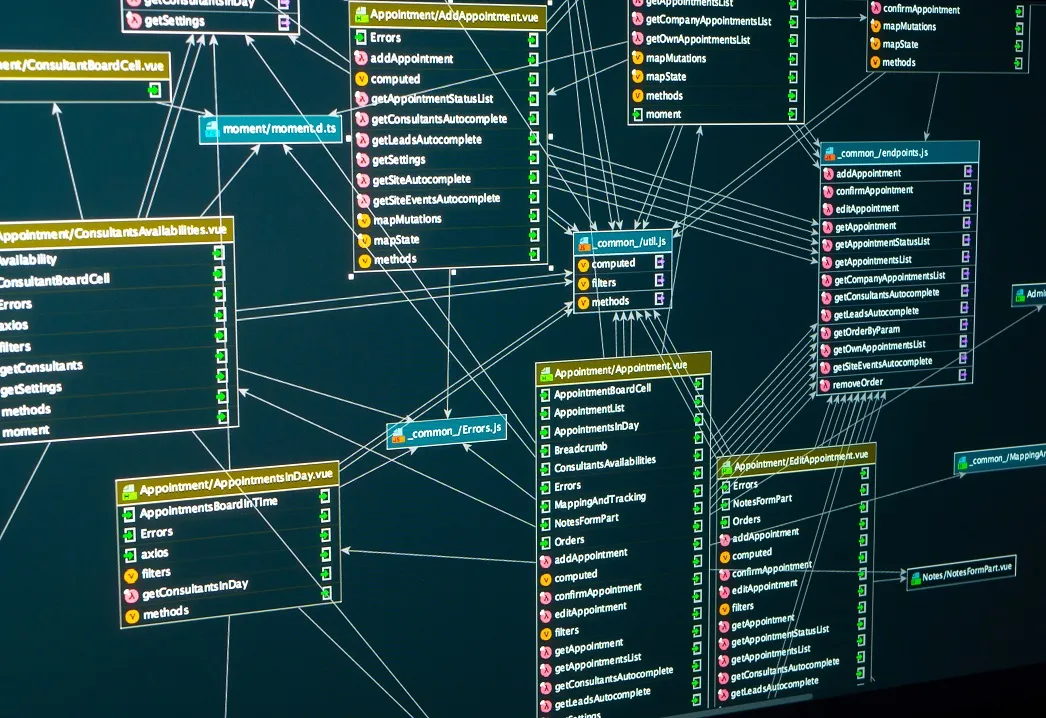 getConsultantsInDay
getSettings
ent/ConsultantBoardCell.vue
moment/moment.d.ts
Appointment/AddAppointment.vue
Errors
addAppointment
computed
getAppointmentStatusList
getConsultantsAutocomplete
getLeadsAutocomplete
getSettings
getSiteAutocomplete
getSiteEventsAutocomplete
mapMutations
mapState
methods
getAppointmentsList
getCompanyAppointmentsList
getOwnAppointmentsList
mapMutations
mapState
methods
moment
confirmAppointment
mapMutations
mapState
methods
_common_/endpoints.js
addAppointment
confirmAppointment
editAppointment
getAppointment
getAppointmentStatusList
getAppointmentsList
getCompanyAppointmentsList
getConsultantsAutocomplete
getLeadsAutocomplete
getOrderByParam
getOwnAppointmentsList
getSiteEventsAutocomplete
removeOrder
Appointment/ConsultantsAvailabilities.vue
Availability
ConsultantBoardCell
Errors
axios
filters
getConsultants
getSettings
methods
moment
_common_/util.js
computed
filters
methods
Admi
_common_/Errors.js
Appointment/AppointmentsInDay.vue
AppointmentsBoardInTime
Errors
axios
filters
getConsultantsInDay
methods
Appointment/Appointment.vue
AppointmentBoardCell
AppointmentList
AppointmentsInDay
Breadcrumb
ConsultantsAvailabilities
Errors
MappingAndTracking
NotesFormPart
Orders
addAppointment
computed
confirmAppointment
editAppointment
filters
getAppointment
getAppointmentsList
getConsultantsAutocomplete
getLeadsAutocomplete
getSettings
Appointment/EditAppointment.vue
Errors
NotesFormPart
Orders
addAppointment
computed
confirmAppointment
editAppointment
filters
getAppointment
getAppointmentStatusList
getAppointmentsList
getConsultantsAutocomplete
getLeadsAutocomplete
_common_/MappingAn
Notes/NotesFormPart.vue